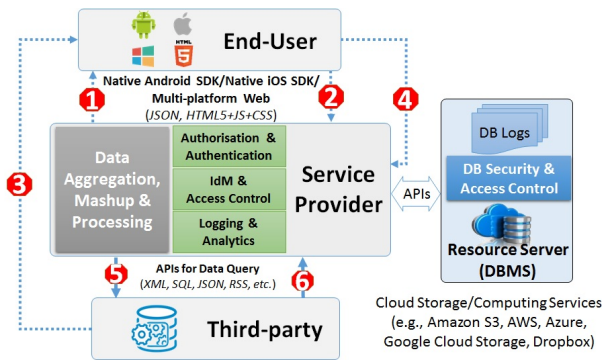 HTML
5
End-User
Native Android SDK/Native iOS SDK/
Multi-platform Web
(JSON, HTML5+JS+CSS)
1
2
3
4
Data
Aggregation,
Mashup &
Processing
Authorisation &
Authentication
IdM &
Access Control
Logging &
Analytics
Service
Provider
APIs
DB Logs
DB Security &
Access Control
Resource Server
(DBMS)
5
APIs for Data Query
(XML, SQL, JSON, RSS, etc.)
6
Third-party
Cloud Storage/Computing Services
(e.g., Amazon S3, AWS, Azure,
Google Cloud Storage, Dropbox)